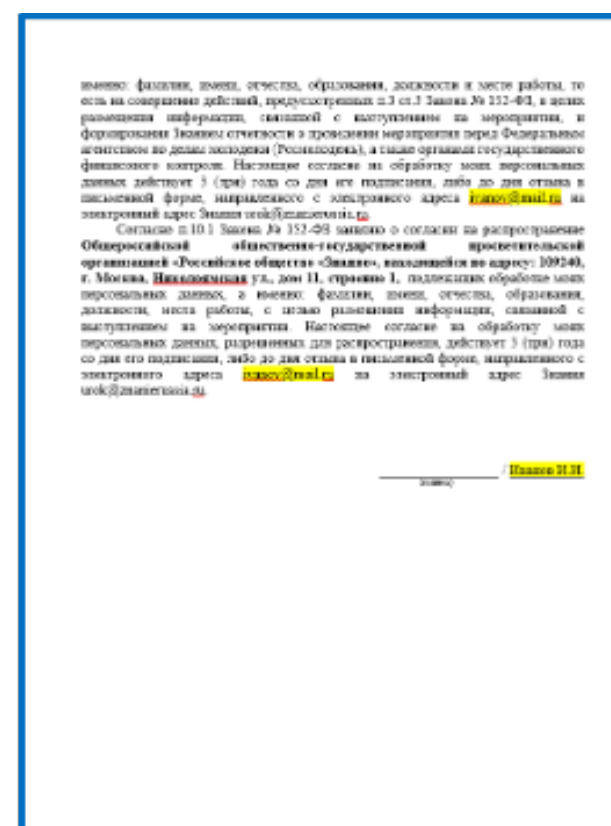 именно: фамилии, имени, отчества, образования, должности и месте работы, то
есть на совершение действий, предусмотренных п.3 ст.3 Закона № 152-ФЗ, в целях
размещения информации, связанной с выступлением на мероприятии, и
формирования Знанием отчетности о проведении мероприятия перед Федеральным
агентством по делам молодежи (Росмолодежь), а также органами государственного
финансового контроля. Настоящее согласие на обработку моих персональных
данных действует 3 (три) года со дня его подписания, либо до дня отзыва в
письменной форме, направленного с электронного адреса ivanov@mail.ru на
электронный адрес Знания urok@znanierussia.ru.
Согласно п.10.1 Закона № 152-ФЗ заявляю о согласии на распространение
Общероссийской общественно-государственной просветительской
организацией «Российское общество «Знание», находящейся по адресу: 109240,
г. Москва, Николоямская ул., дом 11, строение 1, подлежащих обработке моих
персональных данных, а именно: фамилии, имени, отчества, образования,
должности, места работы, с целью размещения информации, связанной с
выступлением на мероприятии. Настоящее согласие на обработку моих
персональных данных, разрешенных для распространения, действует 3 (три) года
со дня его подписания, либо до дня отзыва в письменной форме, направленного с
электронного адреса ivanov@mail.ru на электронный адрес Знания
urok@znanierussia.ru.
/ Иванов И.И.
(подпись)